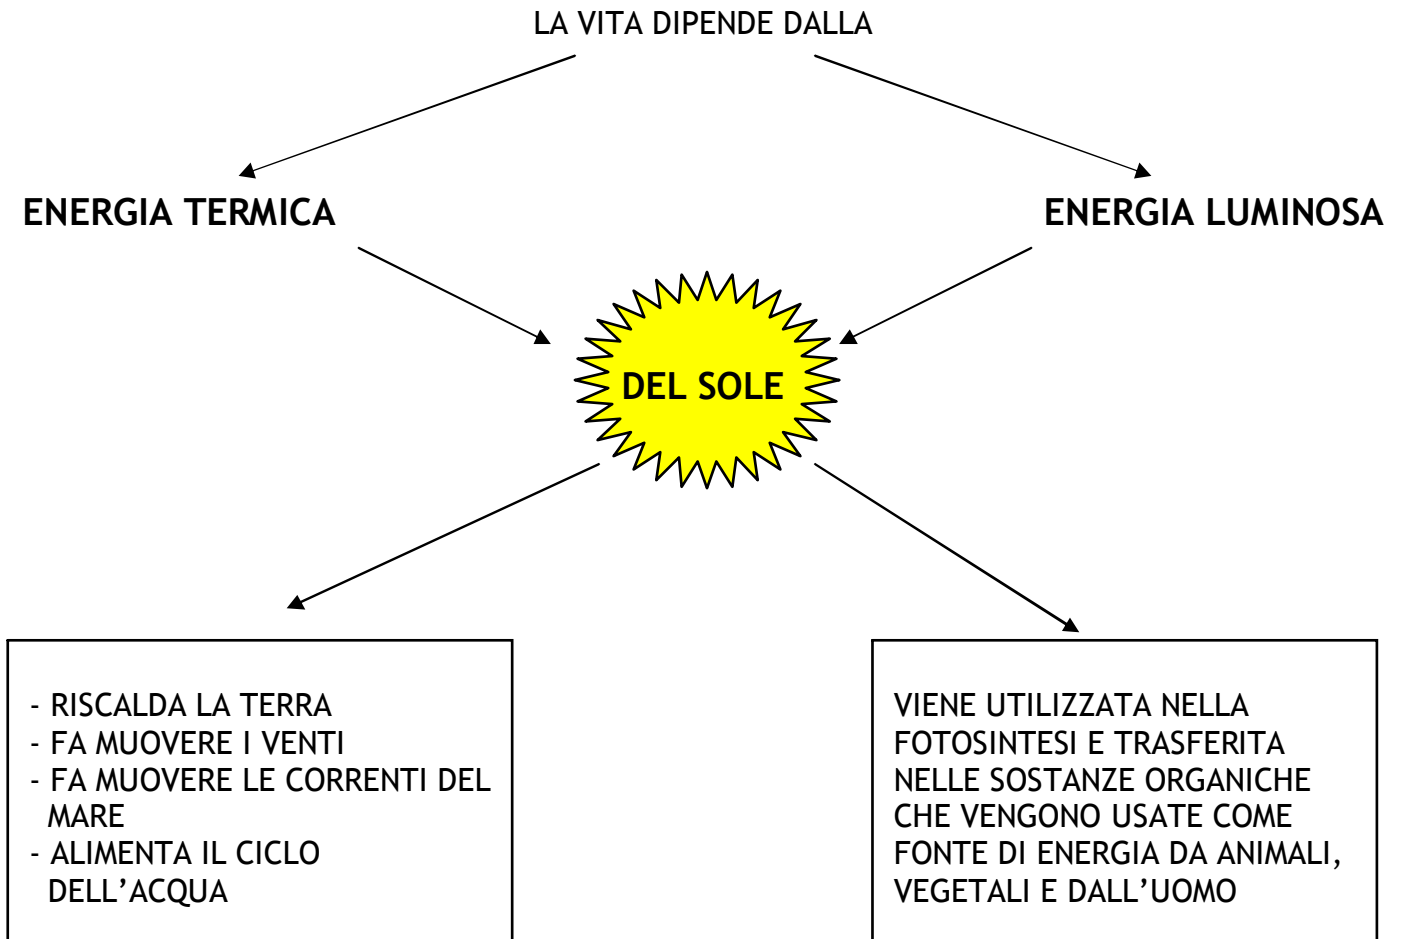 LA VITA DIPENDE DALLA
ENERGIA TERMICA
ENERGIA LUMINOSA
DEL SOLE
- RISCALDA LA TERRA
- FA MUOVERE I VENTI
- FA MUOVERE LE CORRENTI DEL
MARE
- ALIMENTA IL CICLO
DELL’ACQUA
VIENE UTILIZZATA NELLA
FOTOSINTESI E TRASFERITA
NELLE SOSTANZE ORGANICHE
CHE VENGONO USATE COME
FONTE DI ENERGIA DA ANIMALI,
VEGETALI E DALL’UOMO